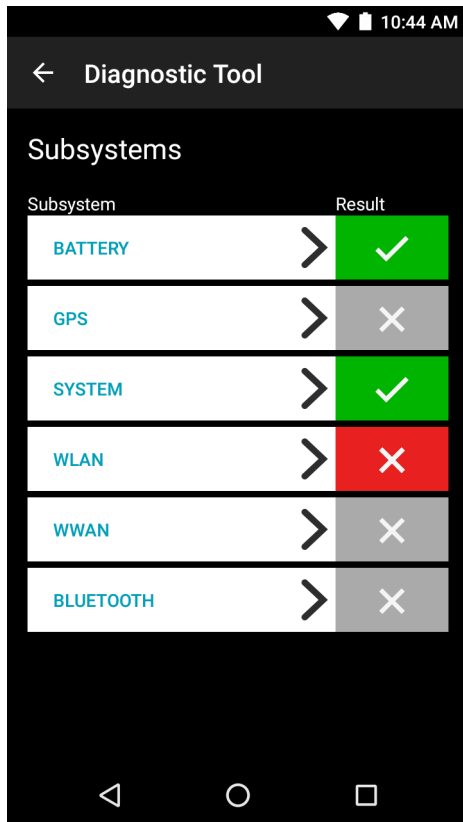 10:44 AM
Diagnostic Tool
Subsystems
Subsystem Result
BATTERY
GPS
SYSTEM
WLAN
WWAN
BLUETOOTH